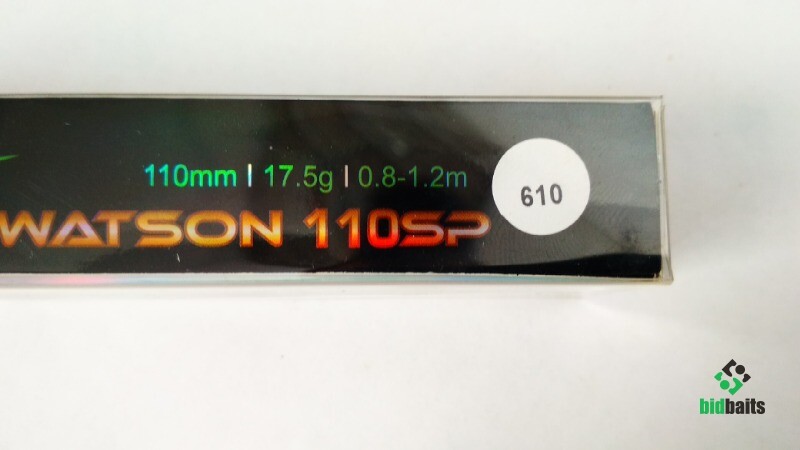 110mm | 17.5g | 0.8-1.2m
WATSON 110SP
610
bidbaits